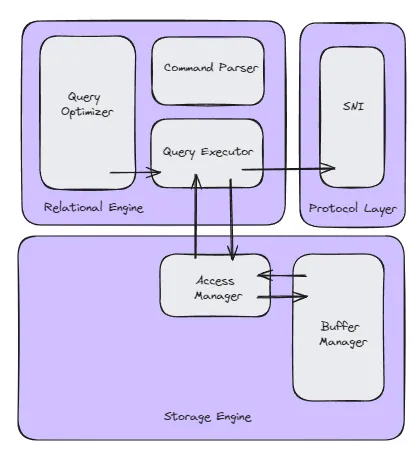 Query
Optimizer
Command Parser
Query Executor
Relational Engine
SNI
Protocol Layer
Access
Manager
Buffer
Manager
Storage Engine